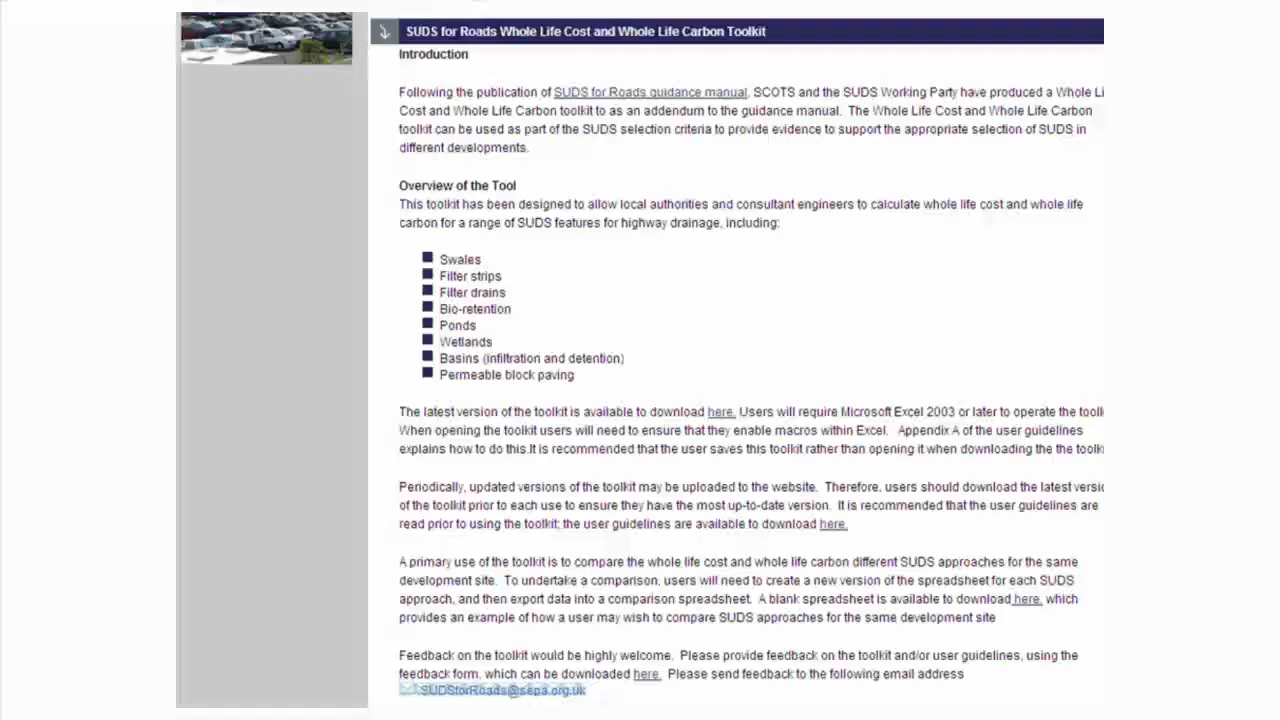 SUDS for Roads Whole Life Cost and Whole Life Carbon Toolkit
Introduction
Following the publication of SUDS for Roads guidance manual, SCOTS and the SUDS Working Party have produced a Whole Li
Cost and Whole Life Carbon toolkit to as an addendum to the guidance manual. The Whole Life Cost and Whole Life Carbon
toolkit can be used as part of the SUDS selection criteria to provide evidence to support the appropriate selection of SUDS in
different developments.
Overview of the Tool
This toolkit has been designed to allow local authorities and consultant engineers to calculate whole life cost and whole life
carbon for a range of SUDS features for highway drainage, including:
Swales
Filter strips
Filter drains
Bio-retention
Ponds
Wetlands
Basins (infiltration and detention)
Permeable block paving
The latest version of the toolkit is available to download here. Users will require Microsoft Excel 2003 or later to operate the toolk
When opening the toolkit users will need to ensure that they enable macros within Excel. Appendix A of the user guidelines
explains how to do this.It is recommended that the user saves this toolkit rather than opening it when downloading the the toolk
Periodically, updated versions of the toolkit may be uploaded to the website. Therefore, users should download the latest versic
of the toolkit prior to each use to ensure they have the most up-to-date version. It is recommended that the user guidelines are
read prior to using the toolkit; the user guidelines are available to download here.
A primary use of the toolkit is to compare the whole life cost and whole life carbon different SUDS approaches for the same
development site. To undertake a comparison, users will need to create a new version of the spreadsheet for each SUDS
approach, and then export data into a comparison spreadsheet. A blank spreadsheet is available to download here, which
provides an example of how a user may wish to compare SUDS approaches for the same development site
Feedback on the toolkit would be highly welcome. Please provide feedback on the toolkit and/or user guidelines, using the
feedback form, which can be downloaded here. Please send feedback to the following email address
SUDSforRoads@sepa.org.uk